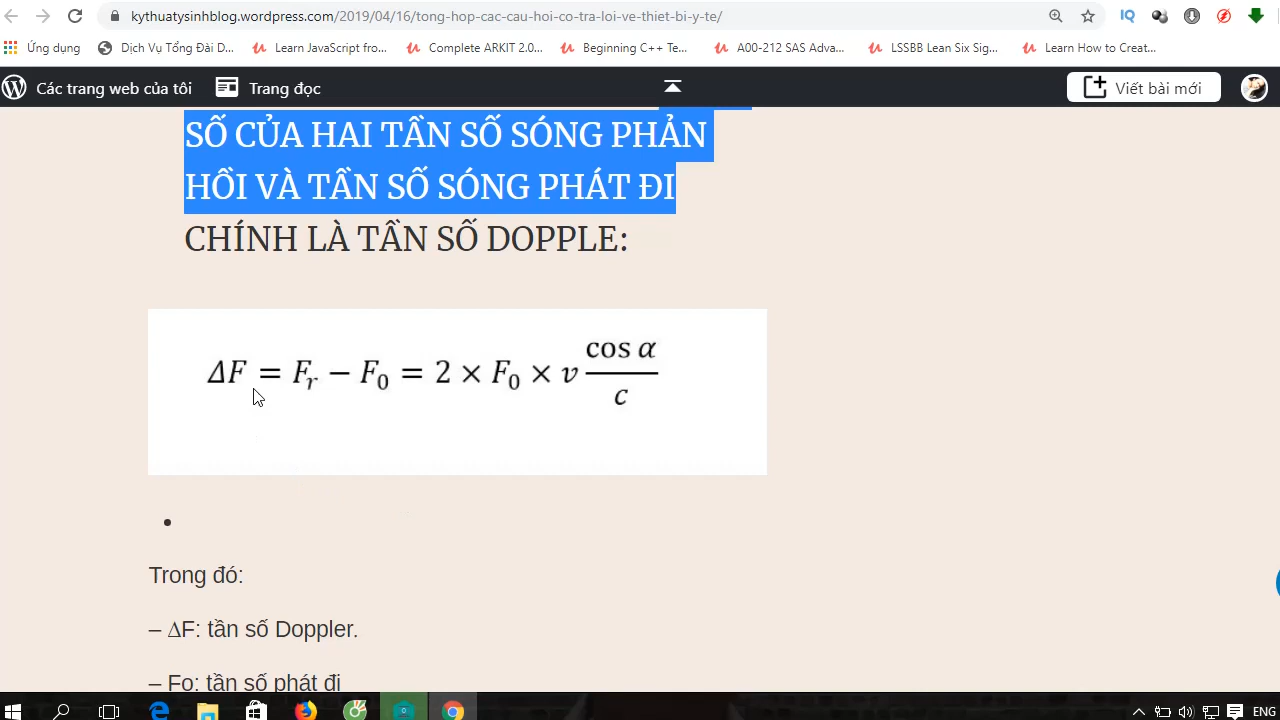 kythuatysinhblog.wordpress.com/2019/04/16/tong-hop-cac-cau-hoi-co-tra-loi-ve-thiet-bi-y-te/
IQ
Ứng dụng Dịch Vụ Tổng Đài D... Learn JavaScript fro... Complete ARKIT 2.0... Beginning C++ Te... A00-212 SAS Adva... LSSBB Lean Six Sig... Learn How to Creat...
Các trang web của tôi Trang đọc Viết bài mới
SỐ CỦA HAI TẦN SỐ SÓNG PHẢN
HỒI VÀ TẦN SỐ SÓNG PHÁT ĐI
CHÍNH LÀ TẦN SỐ DOPPLE:
ΔF = Fr − F0 = 2 × F0 × v cos α / c
Trong đó:
– ΔF: tần số Doppler.
– Fo: tần số phát đi
ENG